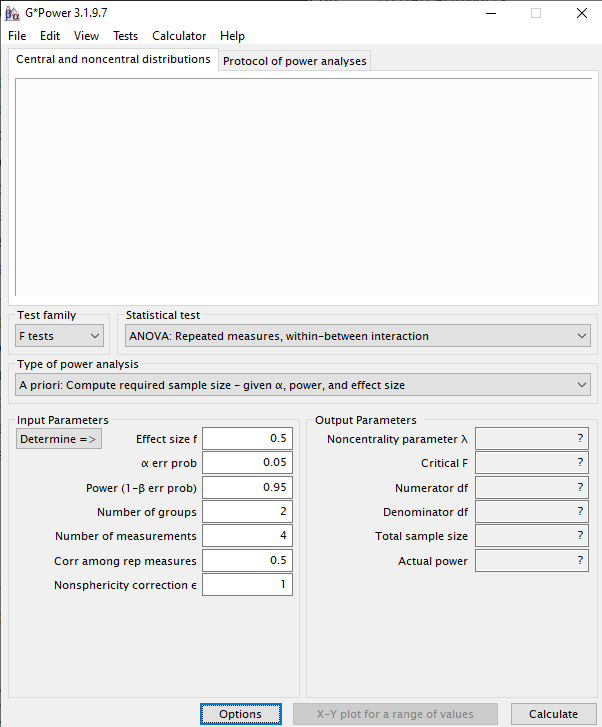 G*Power 3.1.9.7
File Edit View Tests Calculator Help
Central and noncentral distributions Protocol of power analyses
Test family Statistical test
F tests ANOVA: Repeated measures, within-between interaction
Type of power analysis
A priori: Compute required sample size - given α, power, and effect size
Input Parameters Output Parameters
Determine => Effect size f 0.5 Noncentrality parameter λ ?
α err prob 0.05 Critical F ?
Power (1-β err prob) 0.95 Numerator df ?
Number of groups 2 Denominator df ?
Number of measurements 4 Total sample size ?
Corr among rep measures 0.5 Actual power ?
Nonsphericity correction ϵ 1
Options X-Y plot for a range of values Calculate